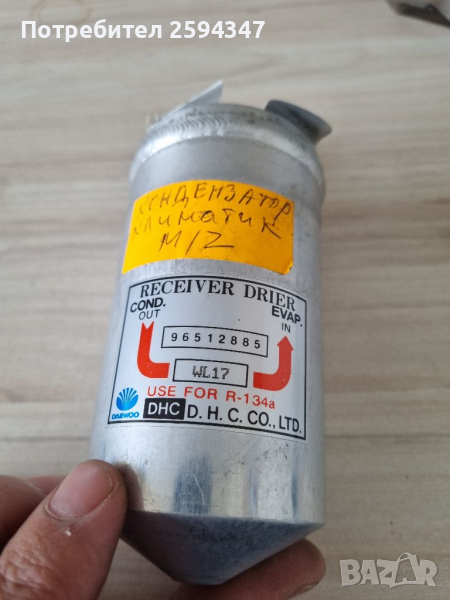 Потребител 2594347
КОНДЕНЗАТОР
КЛИМАТИК
M/Z
RECEIVER DRIER
COND. OUT
EVAP. IN
96512885
WL17
USE FOR R-134a
DAEWOO DHC D. H. C. CO., LTD.
BAZAR